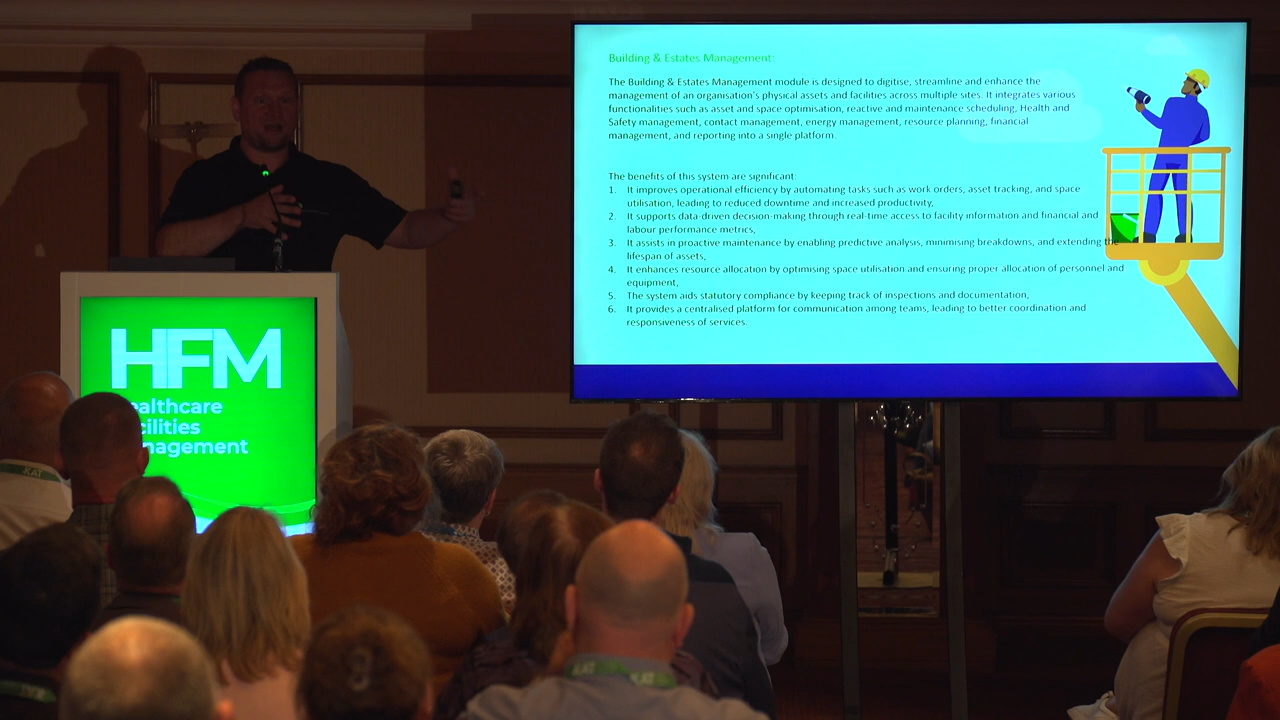 Building & Estates Management:
The Building & Estates Management module is designed to digitise, streamline and enhance the
management of an organisation's physical assets and facilities across multiple sites. It integrates various
functionalities such as asset and space optimisation, reactive and maintenance scheduling, Health and
Safety management, contact management, energy management, resource planning, financial
management, and reporting into a single platform.
The benefits of this system are significant:
1. It improves operational efficiency by automating tasks such as work orders, asset tracking, and space
utilisation, leading to reduced downtime and increased productivity,
2. It supports data-driven decision-making through real-time access to facility information and financial and
labour performance metrics,
3. It assists in proactive maintenance by enabling predictive analysis, minimising breakdowns, and extending the
lifespan of assets,
4. It enhances resource allocation by optimising space utilisation and ensuring proper allocation of personnel and
equipment,
5. The system aids statutory compliance by keeping track of inspections and documentation,
6. It provides a centralised platform for communication among teams, leading to better coordination and
responsiveness of services.
HFM
ealthcare
cilities
nagement